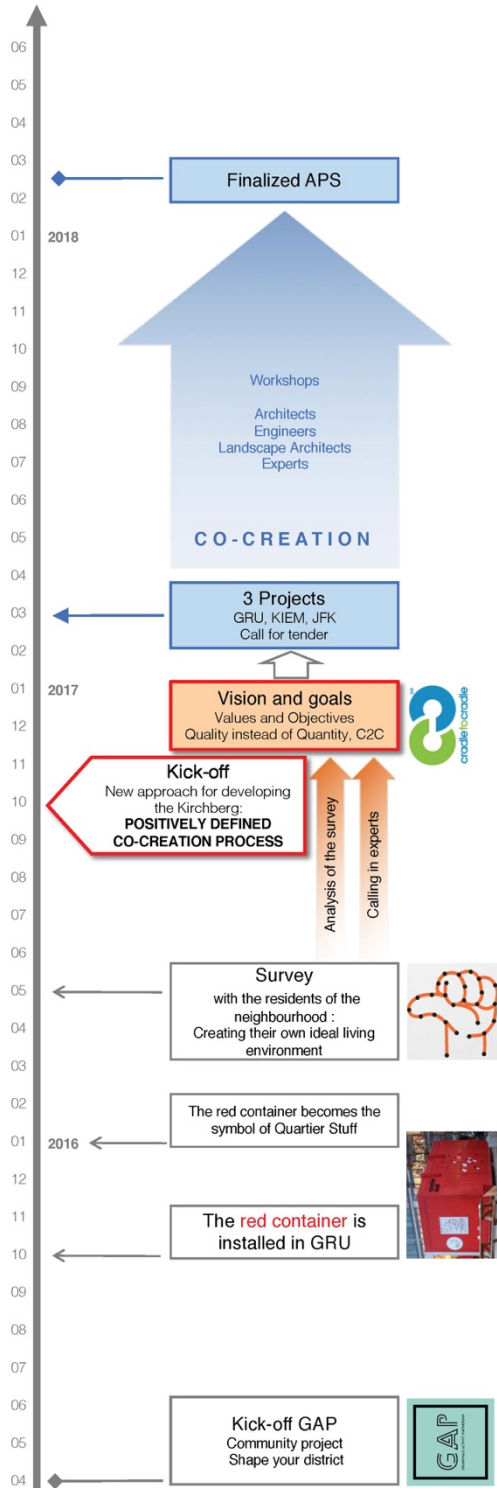 06
05
04
03
02
01 2018
12
11
10
09
08
07
06
05
04
03
02
01 2017
12
11
10
09
08
07
06
05
04
03
02
01 2016
12
11
10
09
08
07
06
05
04
Finalized APS
Workshops
Architects
Engineers
Landscape Architects
Experts
CO-CREATION
3 Projects
GRU, KIEM, JFK
Call for tender
Vision and goals
Values and Objectives
Quality instead of Quantity, C2C
cradletocradle
Kick-off
New approach for developing
the Kirchberg:
POSITIVELY DEFINED
CO-CREATION PROCESS
Analysis of the survey
Calling in experts
Survey
with the residents of the
neighbourhood :
Creating their own ideal living
environment
The red container becomes the
symbol of Quartier Stuff
The red container is
installed in GRU
Kick-off GAP
Community project
Shape your district
GAP